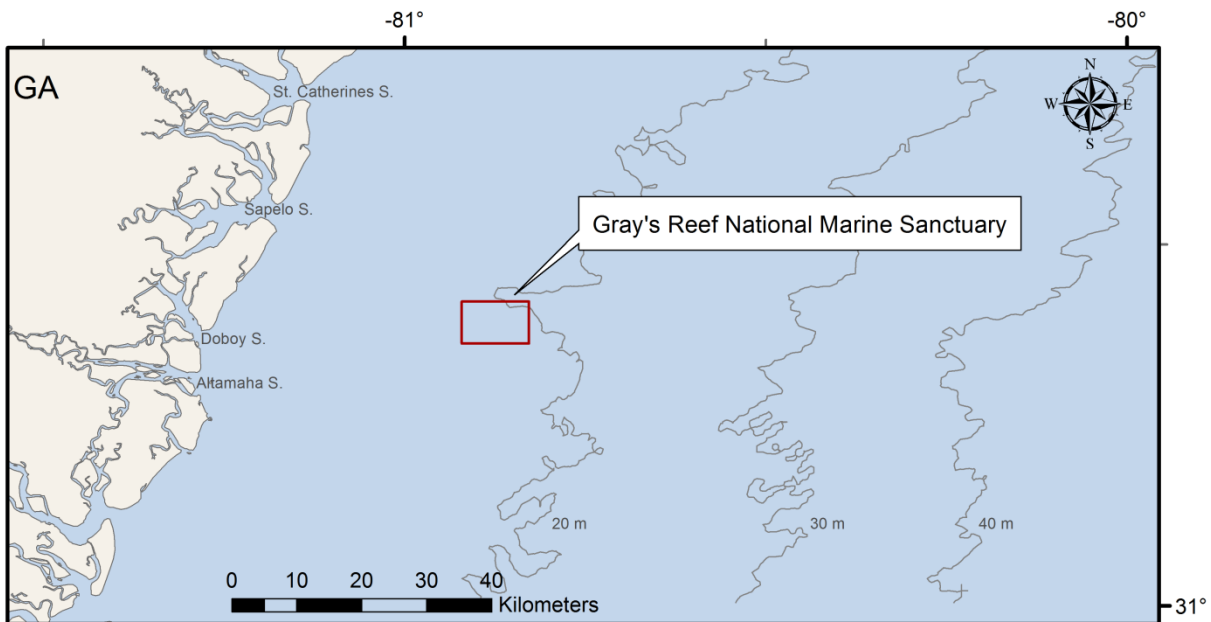 -81°
-80°
GA
St. Catherines S.
N
W E
S
Sapelo S.
Gray's Reef National Marine Sanctuary
Doboy S.
Altamaha S.
20 m
30 m
40 m
0 10 20 30 40
Kilometers
31°